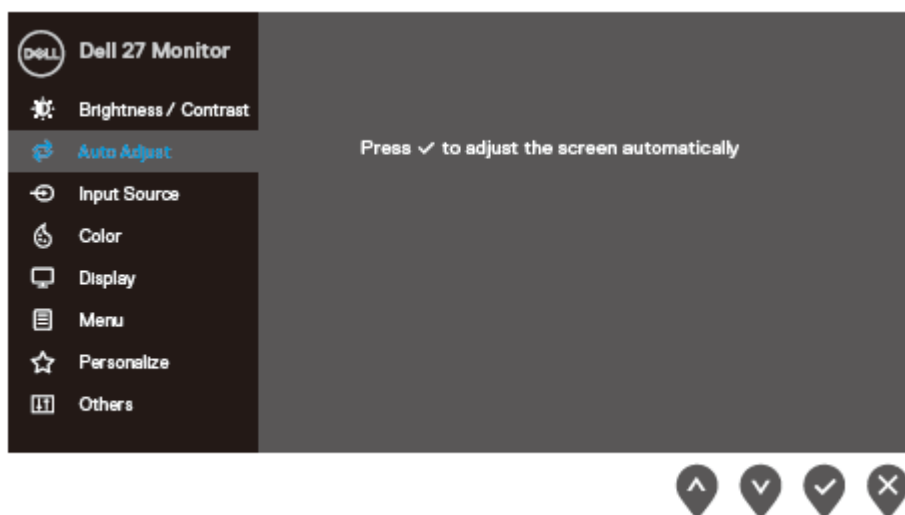 DELL
Dell 27 Monitor
Brightness / Contrast
Auto Adjust
Press ✓ to adjust the screen automatically
Input Source
Color
Display
Menu
Personalize
Others